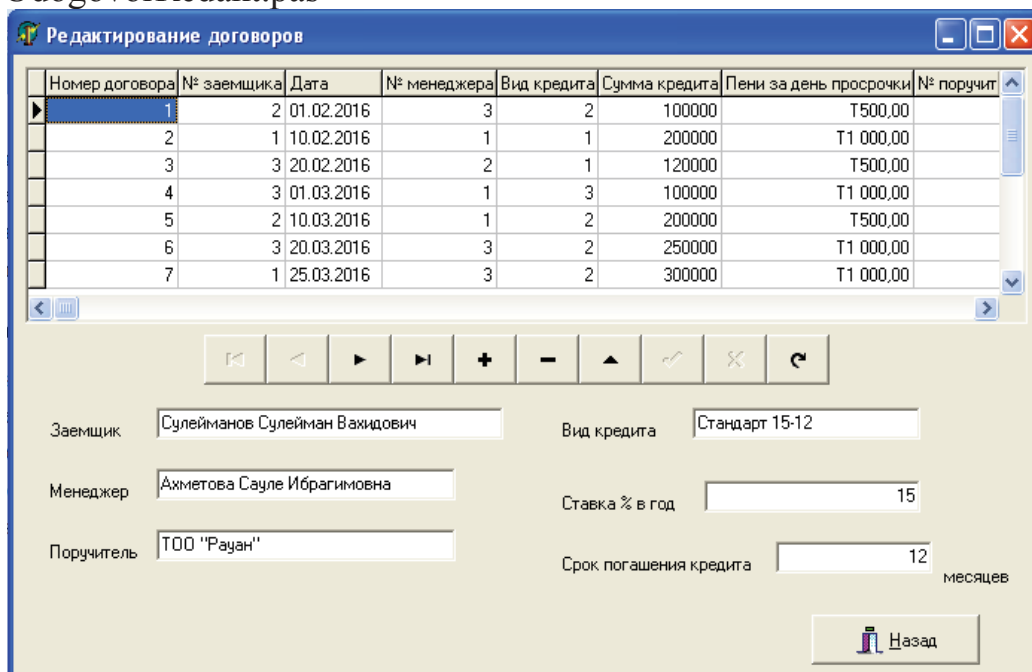 Редактирование договоров
Номер договора № заемщика Дата № менеджера Вид кредита Сумма кредита Пени за день просрочки № поручит
1 2 01.02.2016 3 2 100000 Т500,00
2 1 10.02.2016 1 1 200000 Т1 000,00
3 3 20.02.2016 2 1 120000 Т500,00
4 3 01.03.2016 1 3 100000 Т1 000,00
5 2 10.03.2016 1 2 200000 Т500,00
6 3 20.03.2016 3 2 250000 Т1 000,00
7 1 25.03.2016 3 2 300000 Т1 000,00
Заемщик Сулейманов Сулейман Вахидович Вид кредита Стандарт 15-12
Менеджер Ахметова Сауле Ибрагимовна Ставка % в год 15
Поручитель ТОО "Рауан" Срок погашения кредита 12 месяцев
Назад